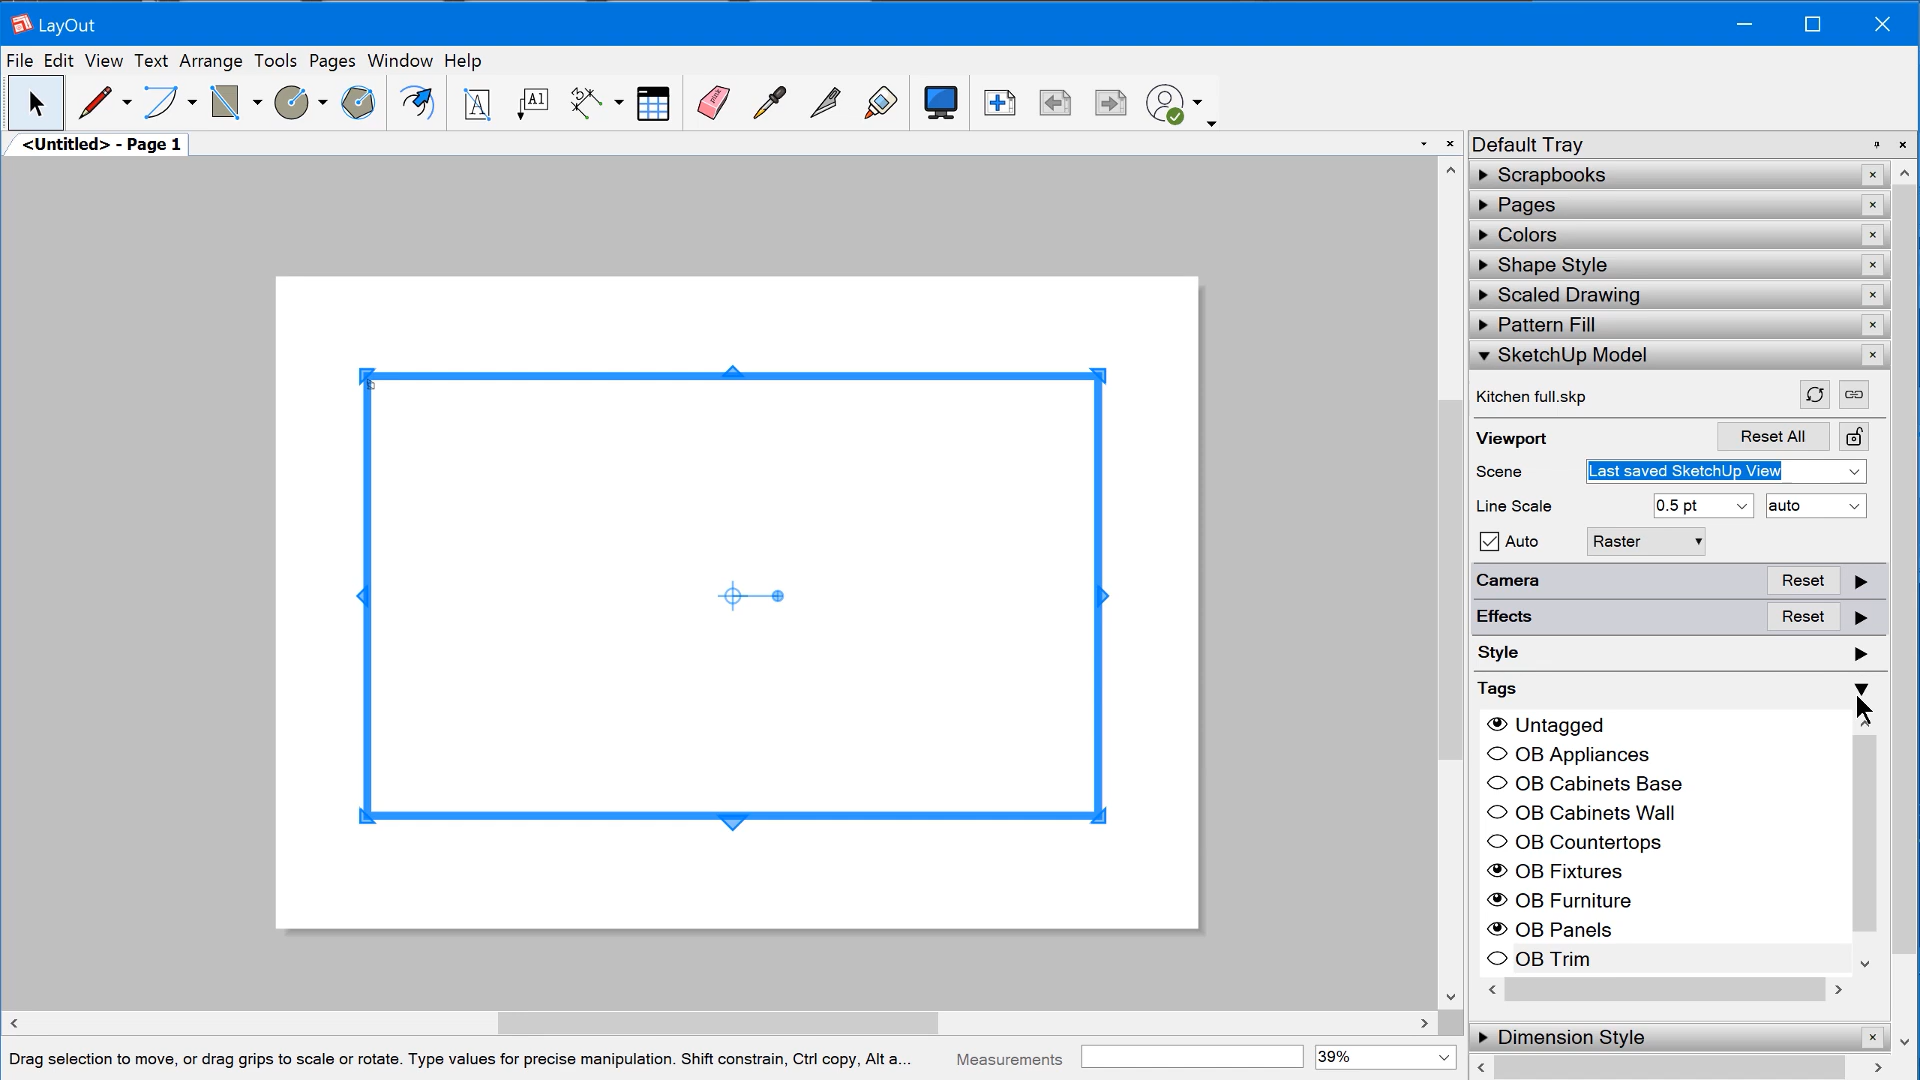 LayOut
File Edit View Text Arrange Tools Pages Window Help
A A1
<Untitled> - Page 1
Default Tray
Scrapbooks
Pages
Colors
Shape Style
Scaled Drawing
Pattern Fill
SketchUp Model
Kitchen full.skp
Viewport Reset All
Scene Last saved SketchUp View
Line Scale 0.5 pt auto
Auto Raster
Camera Reset
Effects Reset
Style
Tags
Untagged
OB Appliances
OB Cabinets Base
OB Cabinets Wall
OB Countertops
OB Fixtures
OB Furniture
OB Panels
OB Trim
Dimension Style
Drag selection to move, or drag grips to scale or rotate. Type values for precise manipulation. Shift constrain, Ctrl copy, Alt a... Measurements 39%